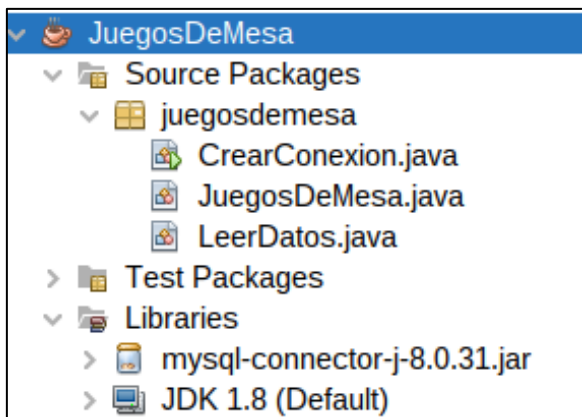 JuegosDeMesa
Source Packages
juegosdemesa
CrearConexion.java
JuegosDeMesa.java
LeerDatos.java
Test Packages
Libraries
mysql-connector-j-8.0.31.jar
JDK 1.8 (Default)